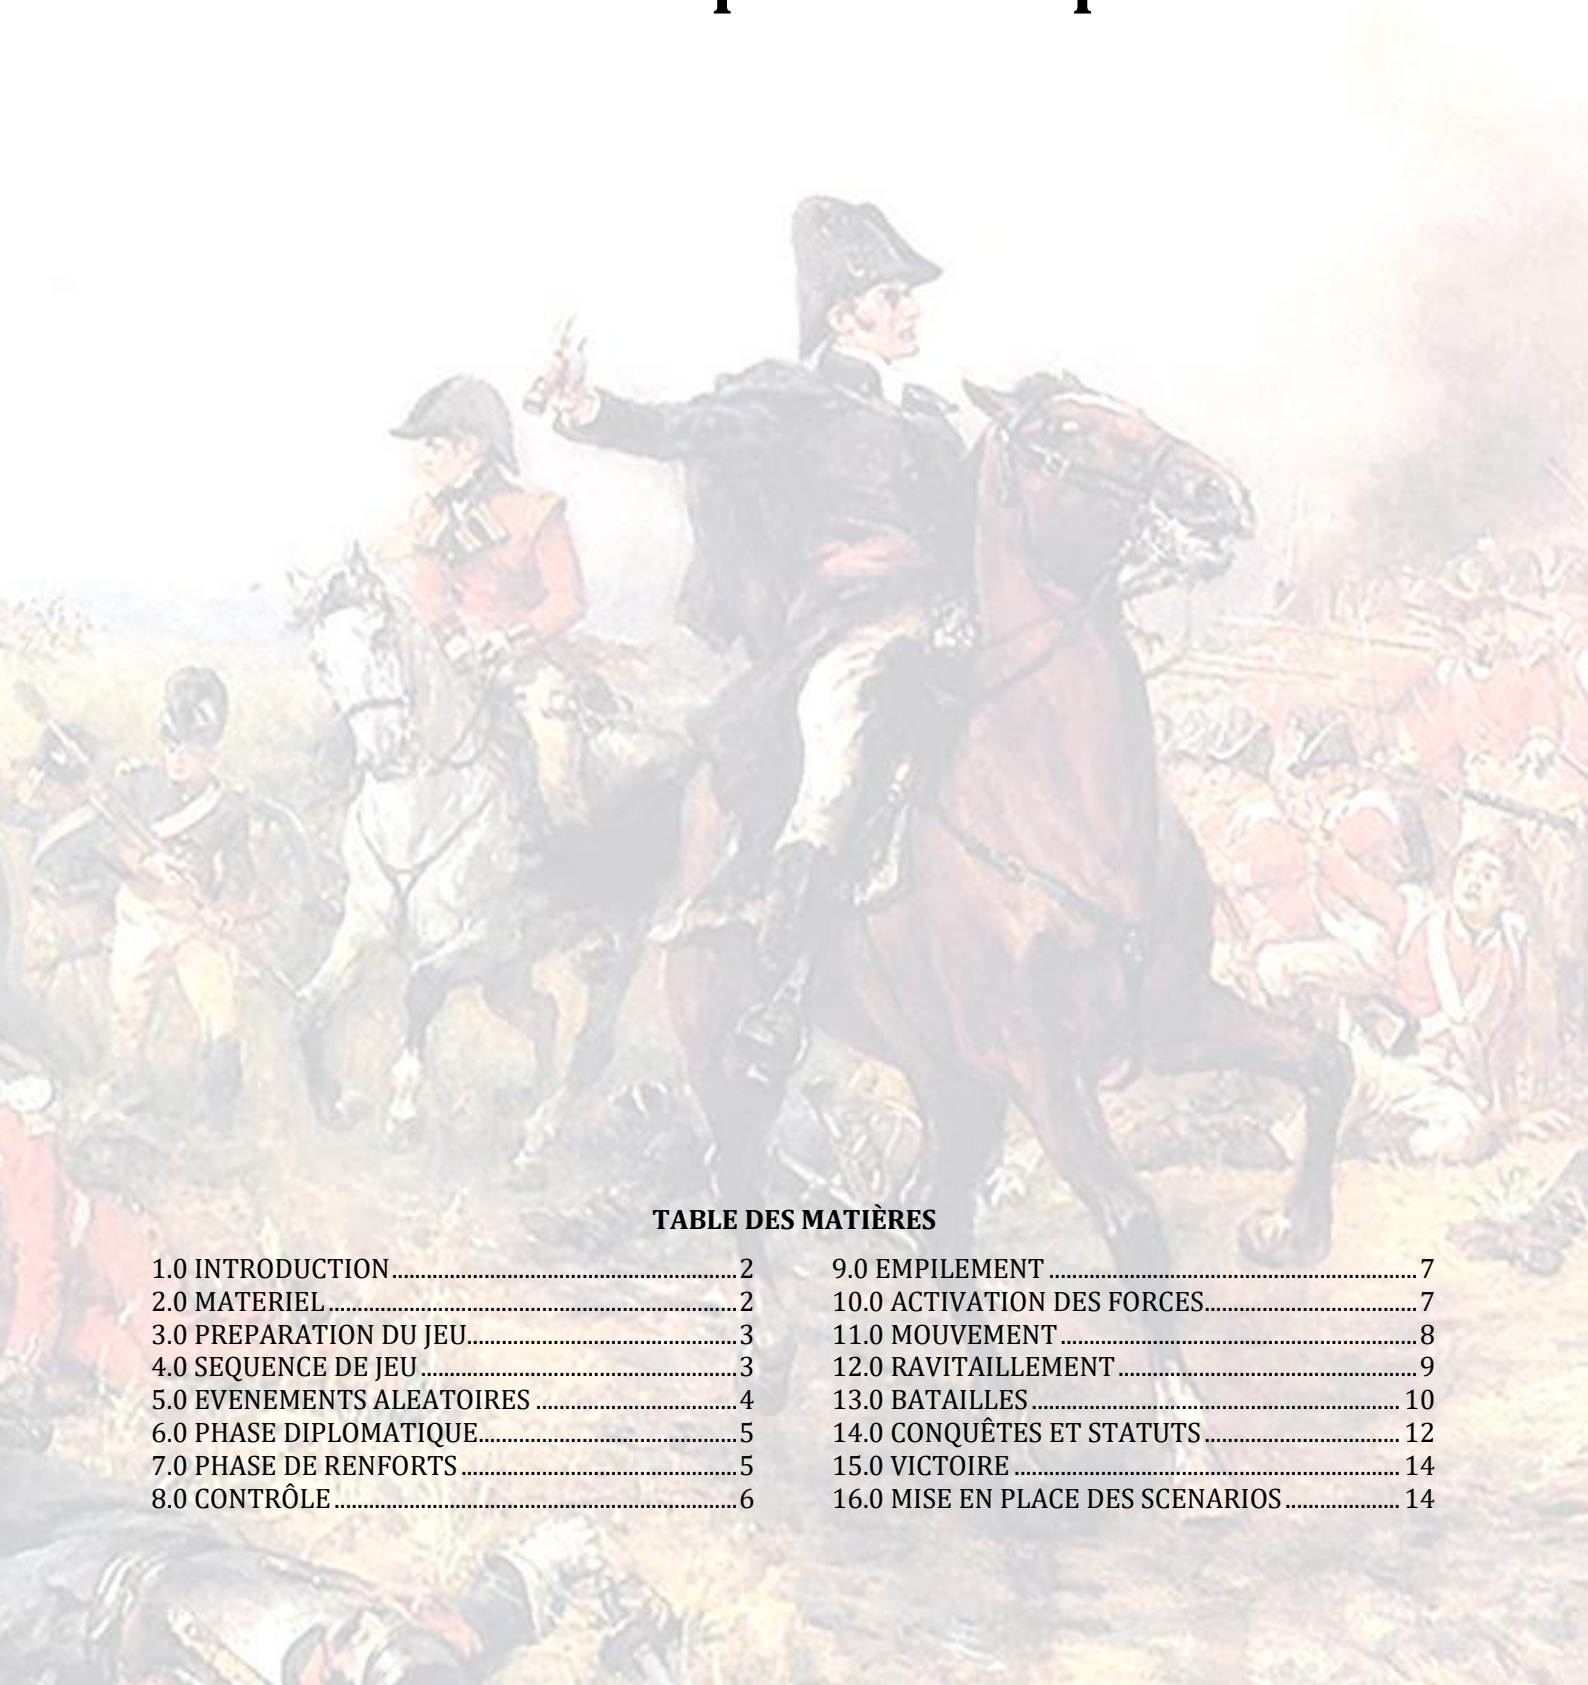 TABLE DES MATIÈRES
1.0 INTRODUCTION 2
2.0 MATERIEL 2
3.0 PREPARATION DU JEU 3
4.0 SEQUENCE DE JEU 3
5.0 EVENEMENTS ALEATOIRES 4
6.0 PHASE DIPLOMATIQUE 5
7.0 PHASE DE RENFORTS 5
8.0 CONTRÔLE 6
9.0 EMPILEMENT 7
10.0 ACTIVATION DES FORCES 7
11.0 MOUVEMENT 8
12.0 RAVITAILLEMENT 9
13.0 BATAILLES 10
14.0 CONQUÊTES ET STATUTS 12
15.0 VICTOIRE 14
16.0 MISE EN PLACE DES SCENARIOS 14